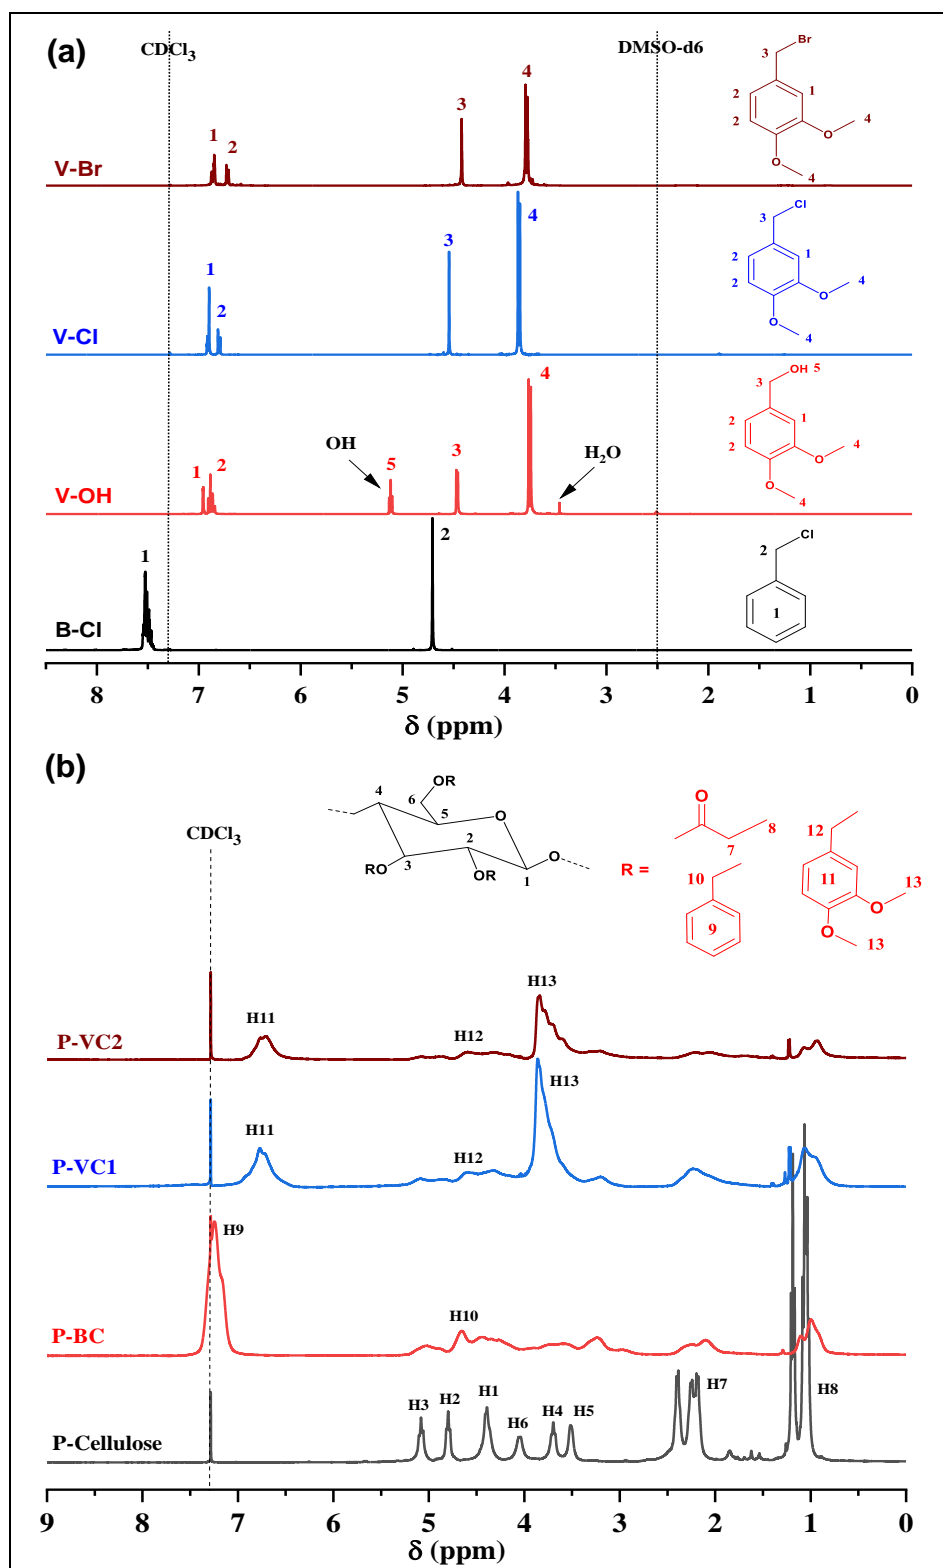 (a)
CDCl3
DMSO-d6
Br
3
2
1
2
O
4
O
4
V-Br
1
2
3
4
Cl
3
2
1
2
O
4
O
4
V-Cl
1
2
3
4
OH 5
3
2
1
2
O
4
O
4
V-OH
1
2
OH
5
3
4
H2O
Cl
2
1
B-Cl
1
2
8 7 6 5 4 3 2 1 0
δ (ppm)
(b)
CDCl3
OR
6
4
5
O
2
RO
3
OR
1
O
R =
O
7
8
10
9
12
11
O
13
O
13
P-VC2
H11
H12
H13
P-VC1
H11
H12
H13
P-BC
H9
H10
P-Cellulose
H3
H2
H1
H6
H4
H5
H7
H8
9 8 7 6 5 4 3 2 1 0
δ (ppm)